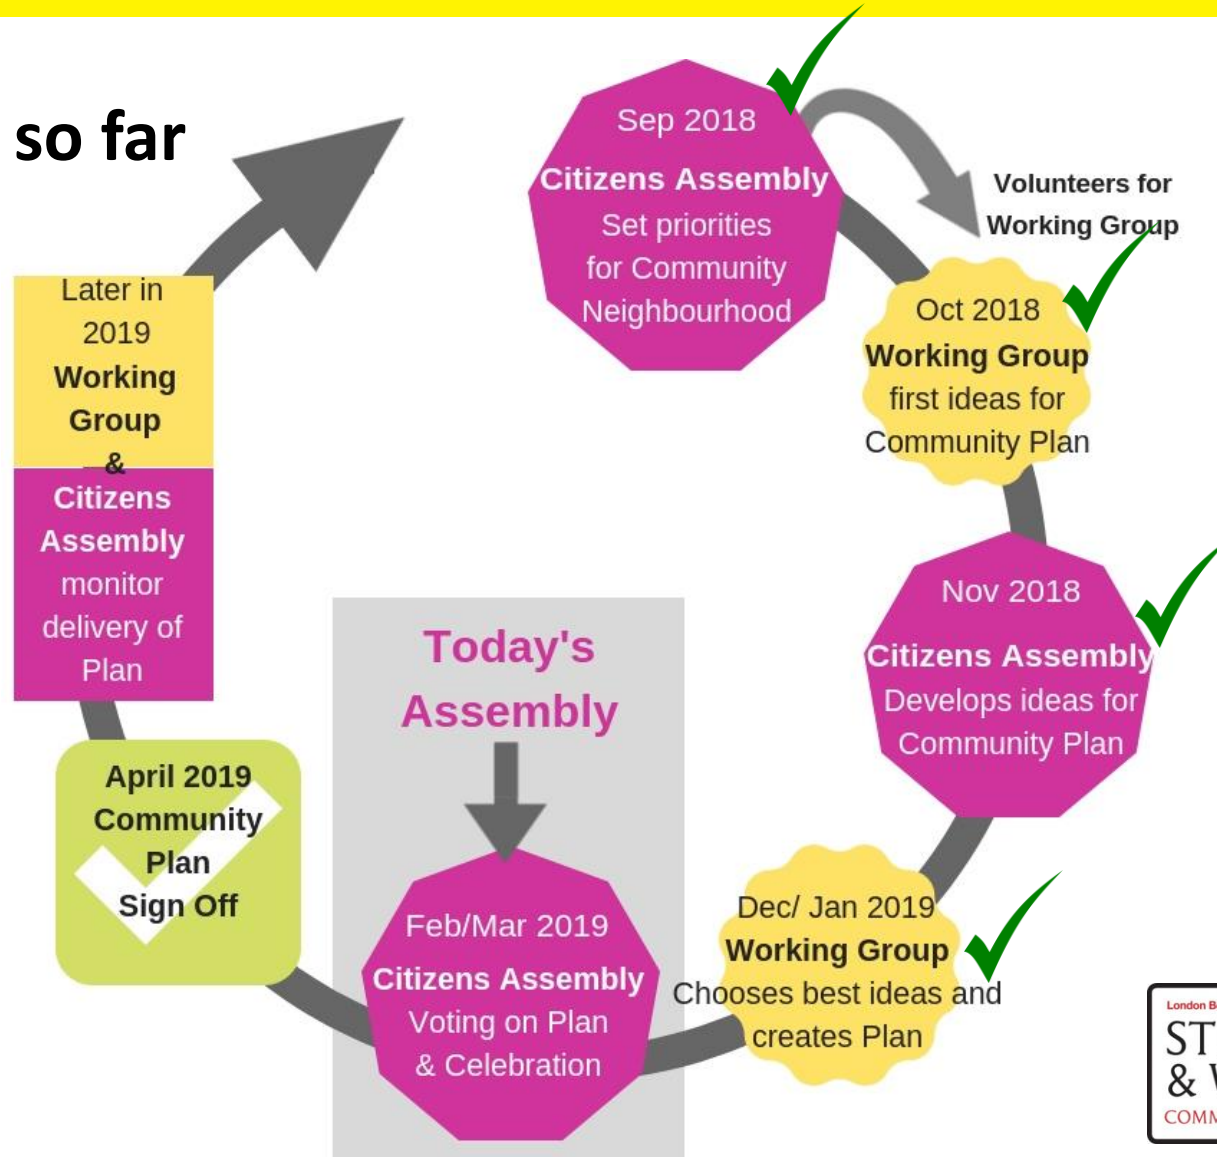 so far
Sep 2018
Citizens Assembly
Set priorities
for Community
Neighbourhood
Volunteers for
Working Group
Oct 2018
Working Group
first ideas for
Community Plan
Nov 2018
Citizens Assembly
Develops ideas for
Community Plan
Dec/ Jan 2019
Working Group
Chooses best ideas and
creates Plan
Today's
Assembly
Feb/Mar 2019
Citizens Assembly
Voting on Plan
& Celebration
April 2019
Community
Plan
Sign Off
Later in
2019
Working
Group
&
Citizens
Assembly
monitor
delivery of
Plan
London
ST
&